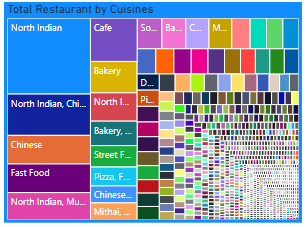 Total Restaurant by Cuisines
North Indian
Cafe
So...
Ba...
C...
M...
Bakery
D...
North Indian, Chi...
North I...
Pi...
Chinese
Bakery, ...
Street F...
Fast Food
Pizza, F...
Chinese...
North Indian, Mu...
Mithai, ...